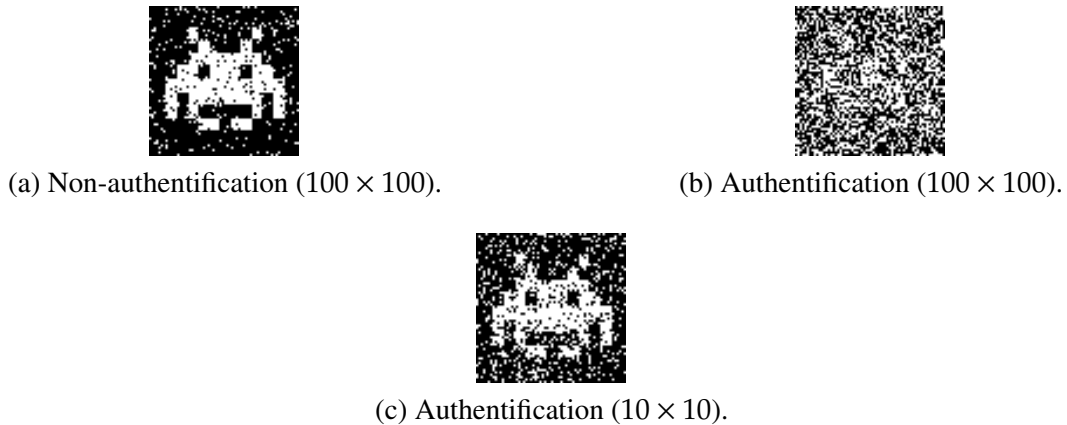 (a) Non-authentification (100 × 100).
(b) Authentification (100 × 100).
(c) Authentification (10 × 10).